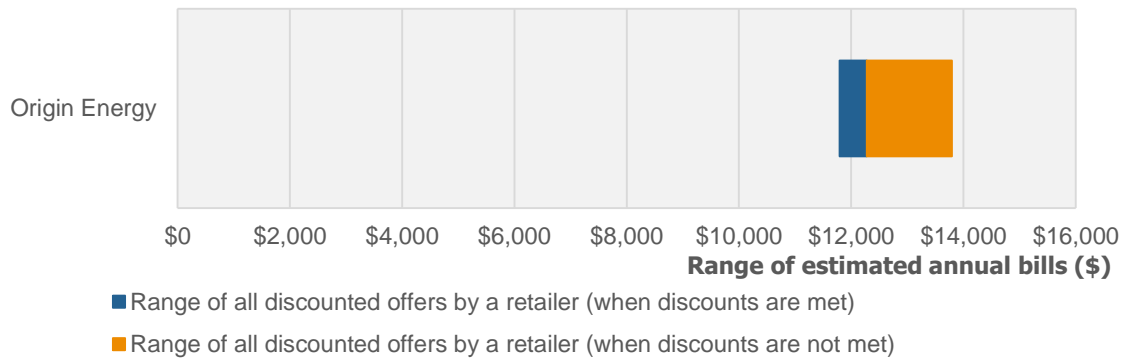 Origin Energy
$0 $2,000 $4,000 $6,000 $8,000 $10,000 $12,000 $14,000 $16,000
Range of estimated annual bills ($)
Range of all discounted offers by a retailer (when discounts are met)
Range of all discounted offers by a retailer (when discounts are not met)